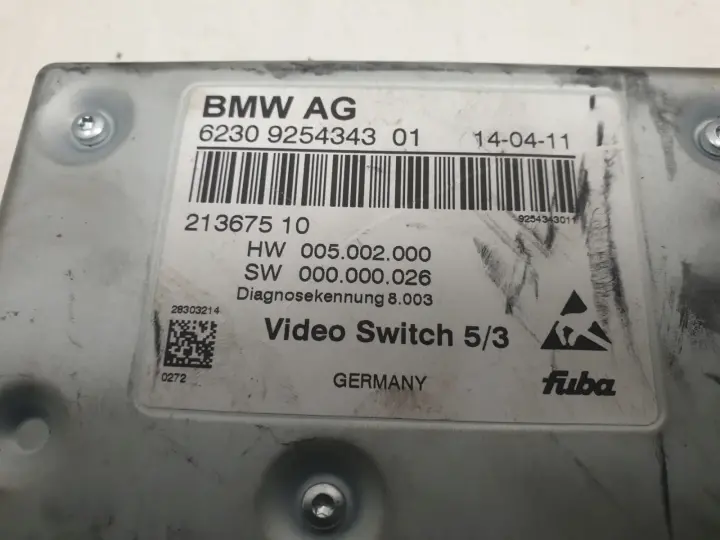 BMW AG
6230 9254343 01 14-04-11
9254343011
213675 10
HW 005.002.000
SW 000.000.026
Diagnosekennung 8.003
28303214
Video Switch 5/3
0272
GERMANY
fuba